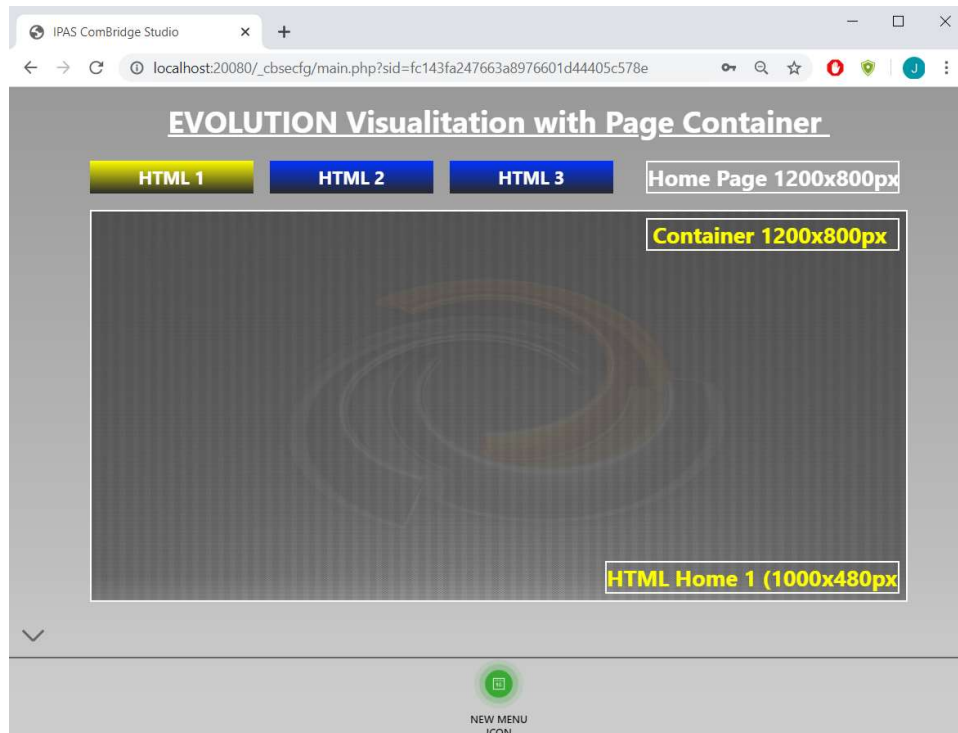 IPAS ComBridge Studio
localhost:20080/_cbsecfg/main.php?sid=fc143fa247663a8976601d44405c578e
J
EVOLUTION Visualitation with Page Container
HTML 1 HTML 2 HTML 3 Home Page 1200x800px
Container 1200x800px
HTML Home 1 (1000x480px
NEW MENU
ICON